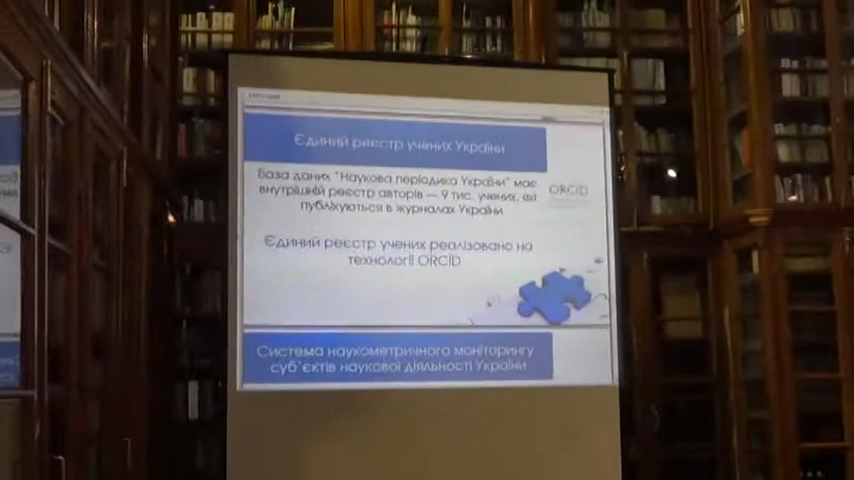 Єдиний реєстр учених України
База даних "Наукова періодика України" має
внутрішній реєстр авторів — 9 тис. учених, які
публікуються в журналах України
ORCID
Єдиний реєстр учених реалізовано на
технології ORCID
Система наукометричного моніторингу
суб'єктів наукової діяльності України